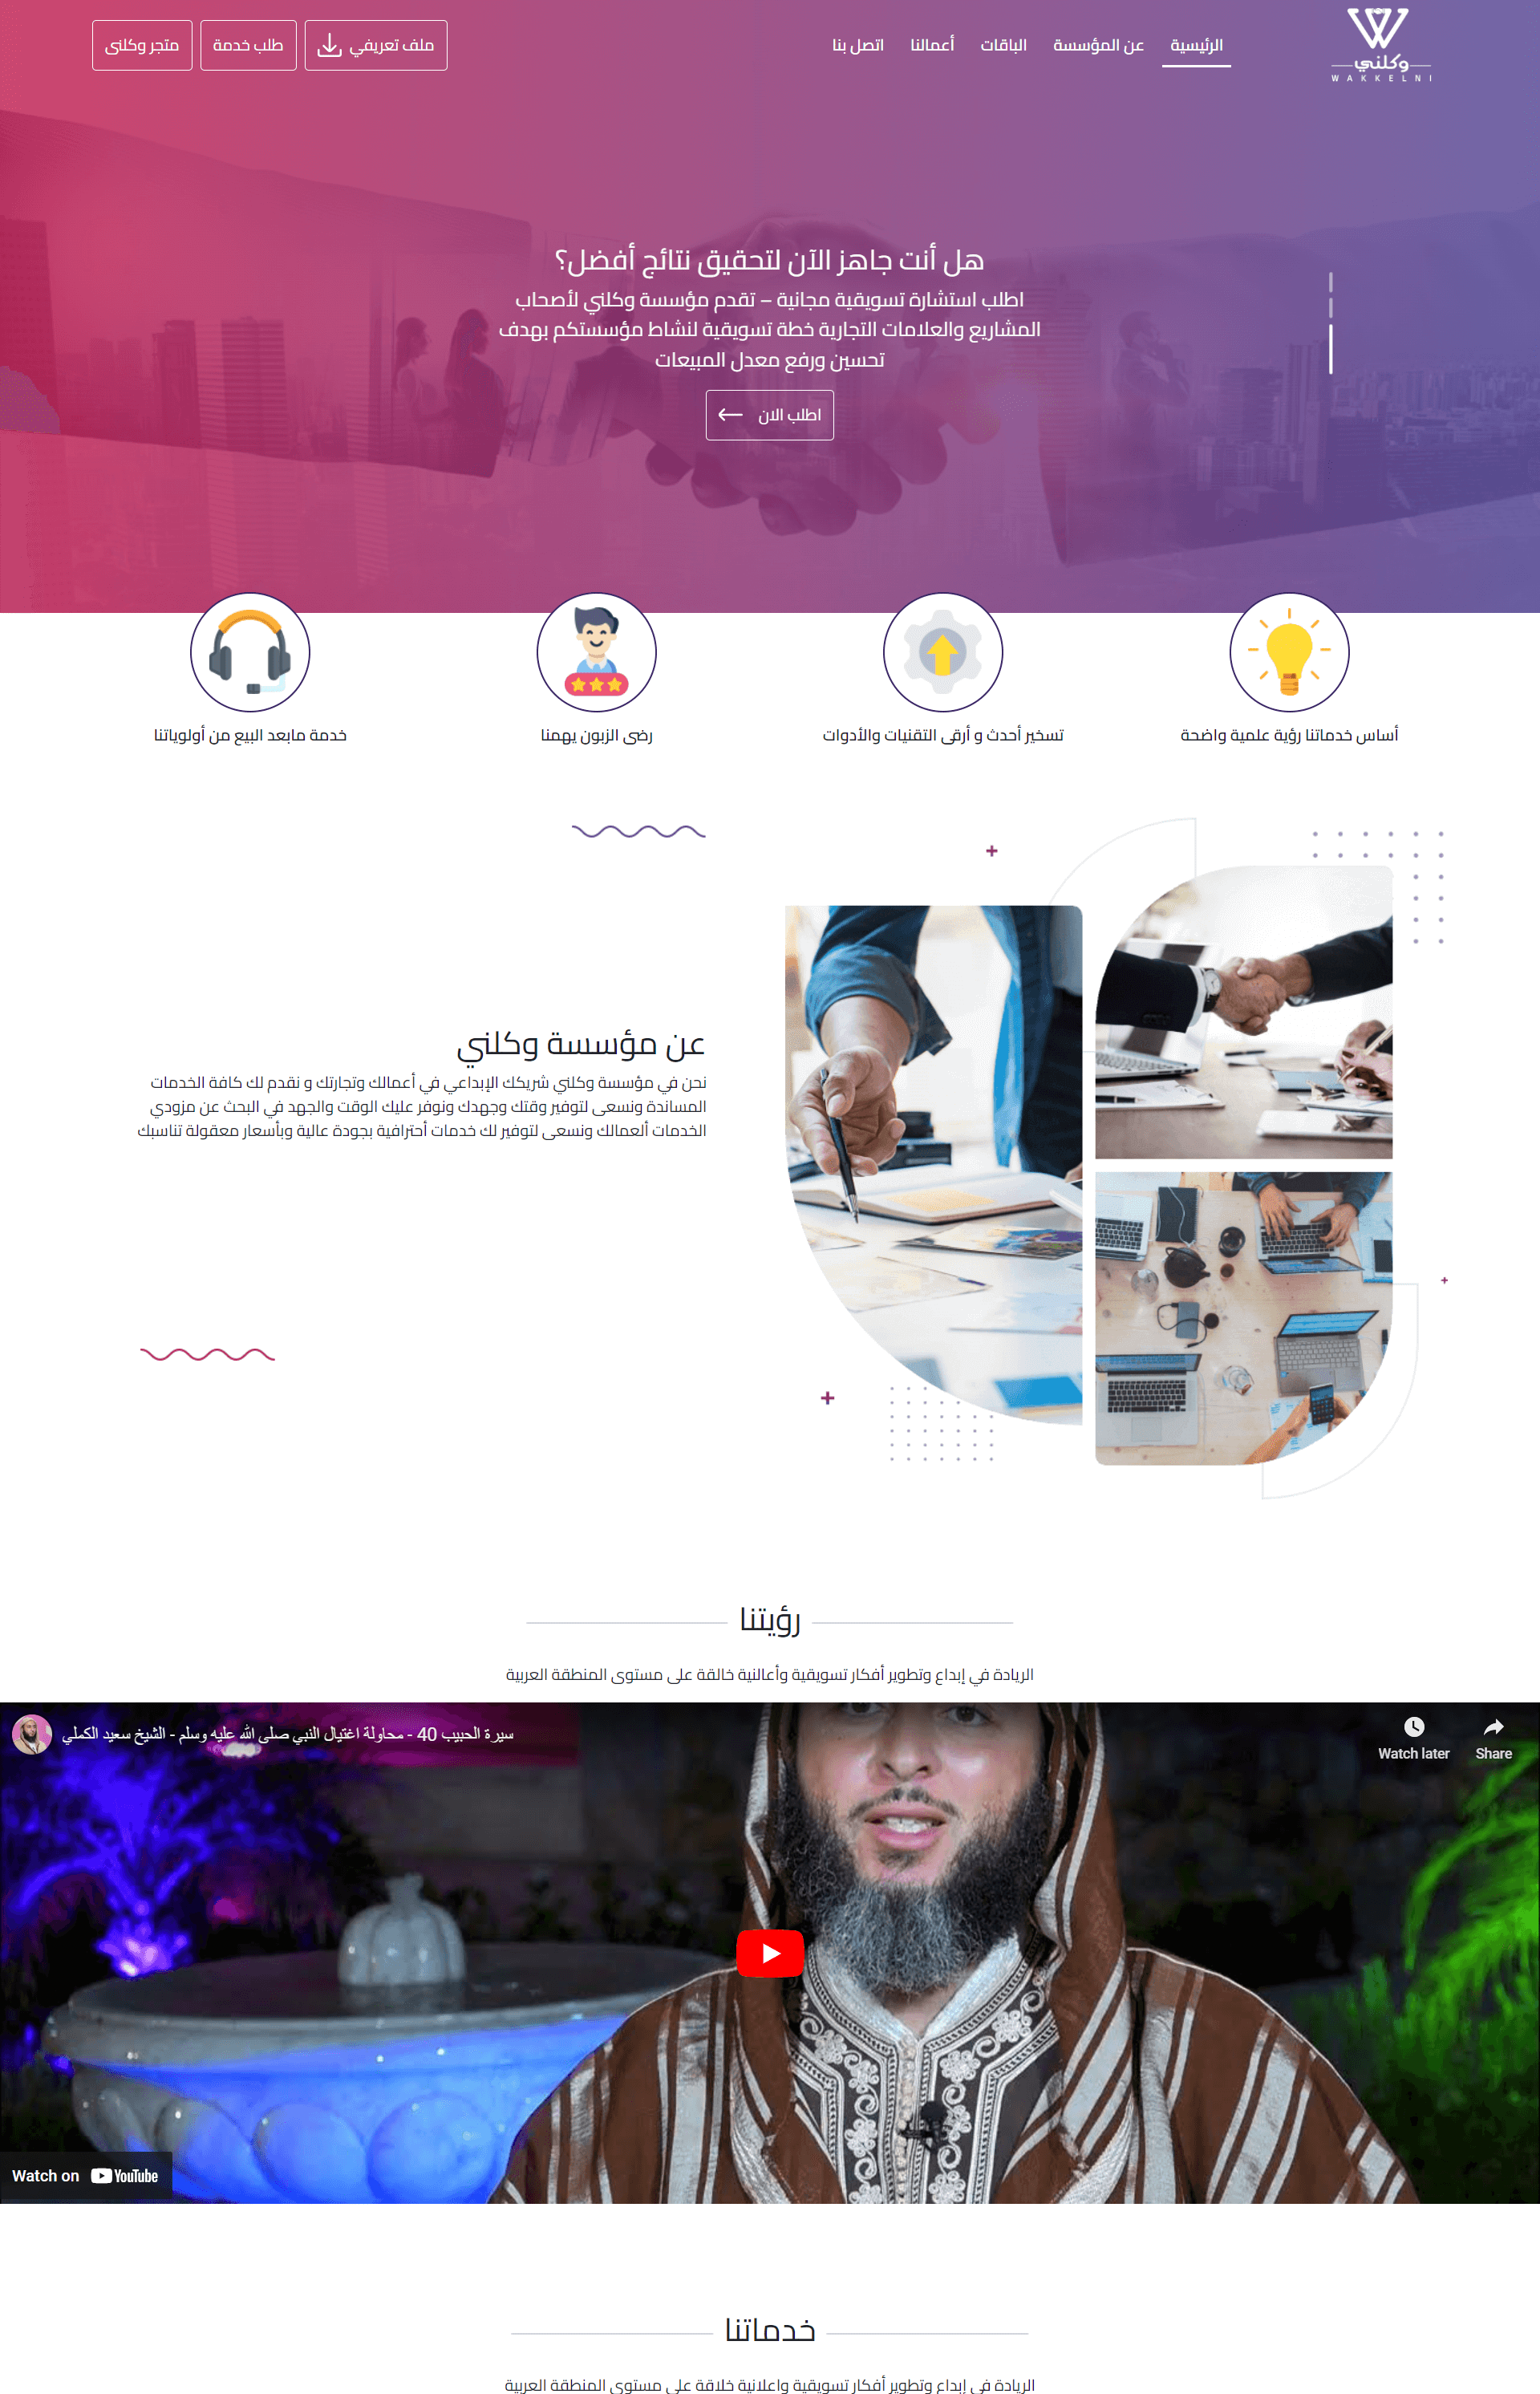 وكلني
WAKKELNI
الرئيسية
عن المؤسسة
الباقات
أعمالنا
اتصل بنا
ملف تعريفي
طلب خدمة
متجر وكلنى
هل أنت جاهز الآن لتحقيق نتائج أفضل؟
اطلب استشارة تسويقية مجانية – تقدم مؤسسة وكلني لأصحاب
المشاريع والعلامات التجارية خطة تسويقية لنشاط مؤسستكم بهدف
تحسين ورفع معدل المبيعات
اطلب الان
أساس خدماتنا رؤية علمية واضحة
تسخير أحدث و أرقى التقنيات والأدوات
رضى الزبون يهمنا
خدمة مابعد البيع من أولوياتنا
عن مؤسسة وكلني
نحن في مؤسسة وكلني شريكك الإبداعي في أعمالك وتجارتك و نقدم لك كافة الخدمات
المساندة ونسعى لتوفير وقتك وجهدك ونوفر عليك الوقت والجهد في البحث عن مزودي
الخدمات ألعمالك ونسعى لتوفير لك خدمات أحترافية بجودة عالية وبأسعار معقولة تناسبك
رؤيتنا
الريادة في إبداع وتطوير أفكار تسويقية وأعالنية خالقة على مستوى المنطقة العربية
سيرة الحبيب 40 - محاولة اغتيال النبي صلى الله عليه وسلم - الشيخ سعيد الكملي
Watch later
Share
Watch on YouTube
خدماتنا
الريادة في إبداع وتطوير أفكار تسويقية واعلانية خلاقة على مستوى المنطقة العربية